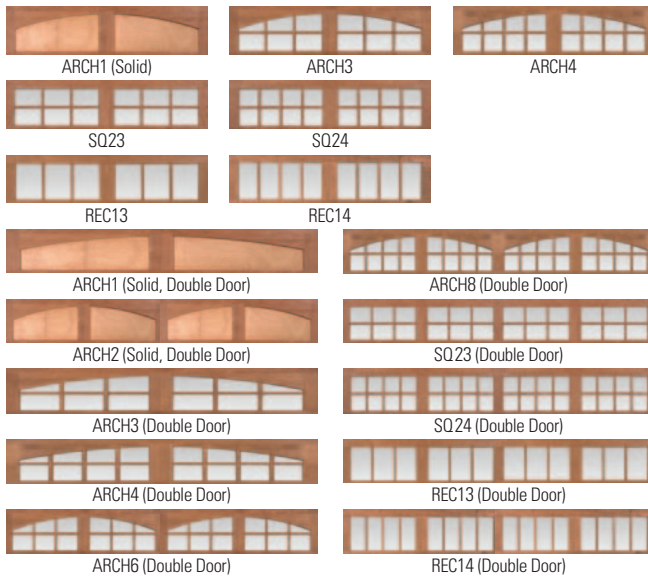 ARCH1 (Solid)
ARCH3
ARCH4
SQ23
SQ24
REC13
REC14
ARCH1 (Solid, Double Door)
ARCH8 (Double Door)
ARCH2 (Solid, Double Door)
SQ23 (Double Door)
ARCH3 (Double Door)
SQ24 (Double Door)
ARCH4 (Double Door)
REC13 (Double Door)
ARCH6 (Double Door)
REC14 (Double Door)